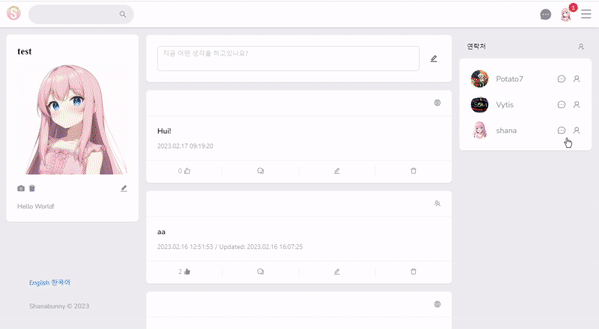 S
1
test
Hello World!
English 한국어
Shanabunny © 2023
지금 어떤 생각을 하고있나요?
Hui!
2023.02.17 09:19:20
0
aa
2023.02.16 12:51:53 / Updated: 2023.02.16 16:07:25
2
연락처
Potato7
Vytis
shana